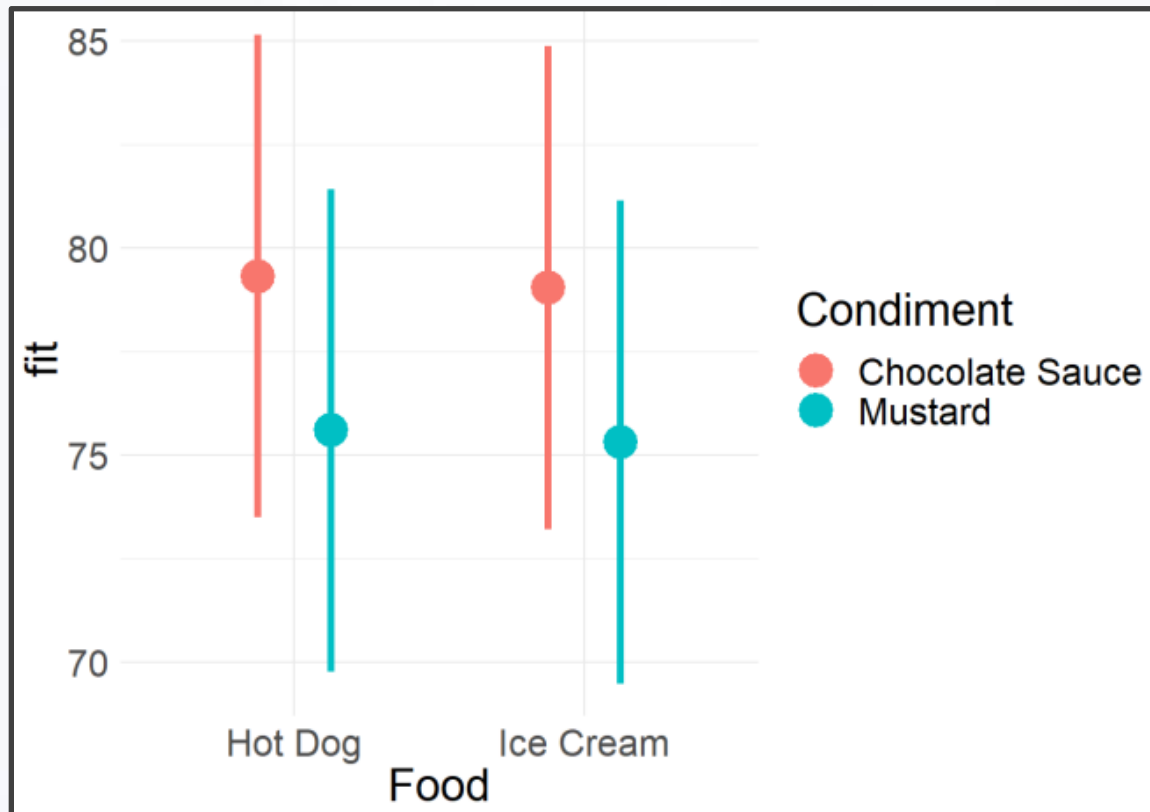 85
80
75
70
fit
Hot Dog
Ice Cream
Food
Condiment
Chocolate Sauce
Mustard